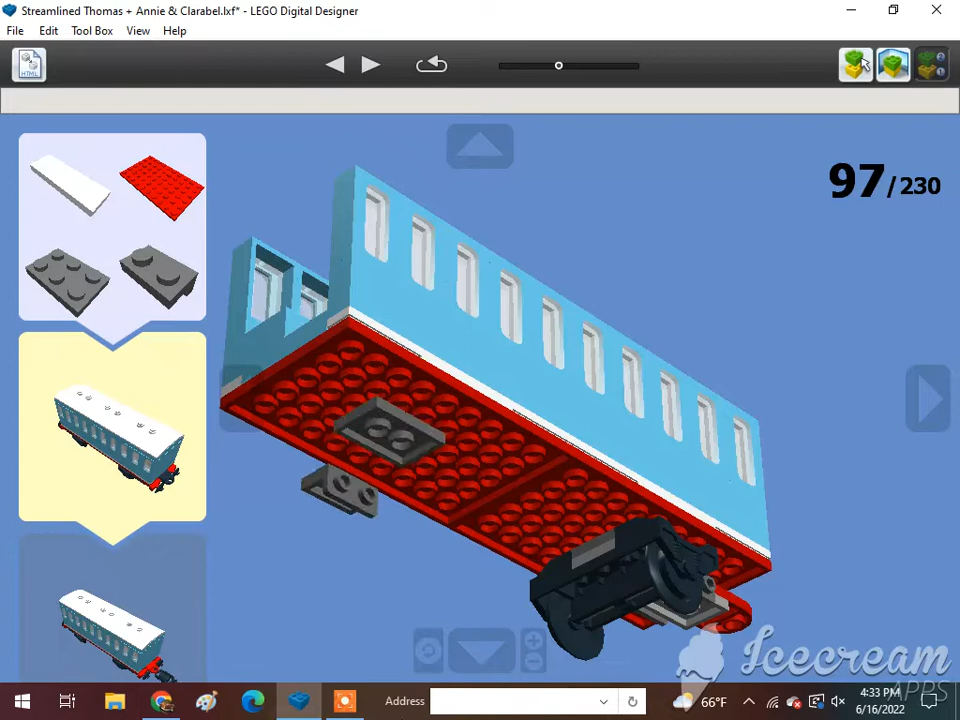 Streamlined Thomas + Annie & Clarabel.lxf* - LEGO Digital Designer
File Edit Tool Box View Help
HTML
97/230
Icecream
APPS
Address
66°F
4:33 PM
6/16/2022